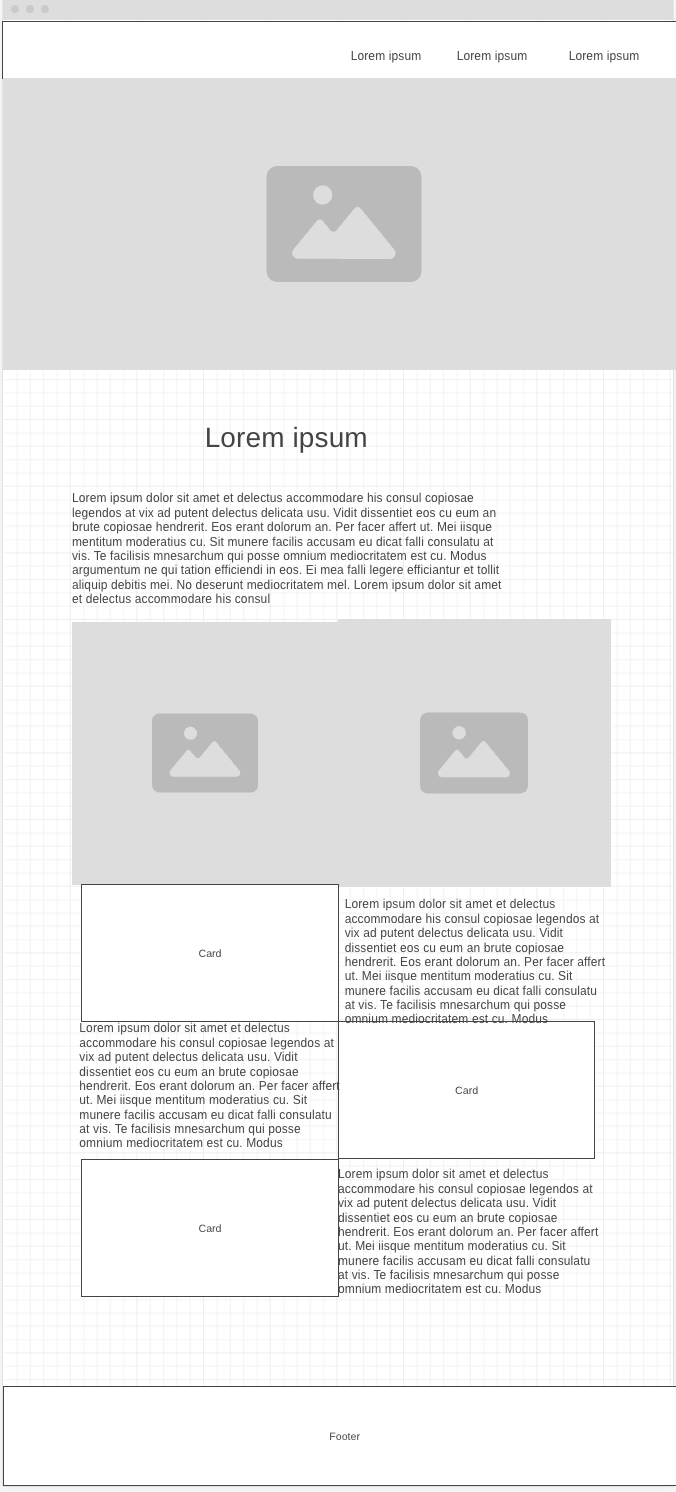 Lorem ipsum Lorem ipsum Lorem ipsum
Lorem ipsum
Lorem ipsum dolor sit amet et delectus accommodare his consul copiosae
legendos at vix ad putent delectus delicata usu. Vidit dissentiet eos cu eum an
brute copiosae hendrerit. Eos erant dolorum an. Per facer affert ut. Mei iisque
mentitum moderatius cu. Sit munere facilis accusam eu dicat falli consulatu at
vis. Te facilisis mnesarchum qui posse omnium mediocritatem est cu. Modus
argumentum ne qui tation efficiendi in eos. Ei mea falli legere efficiantur et tollit
aliquip debitis mei. No deserunt mediocritatem mel. Lorem ipsum dolor sit amet
et delectus accommodare his consul
Card
Lorem ipsum dolor sit amet et delectus
accommodare his consul copiosae legendos at
vix ad putent delectus delicata usu. Vidit
dissentiet eos cu eum an brute copiosae
hendrerit. Eos erant dolorum an. Per facer affert
ut. Mei iisque mentitum moderatius cu. Sit
munere facilis accusam eu dicat falli consulatu
at vis. Te facilisis mnesarchum qui posse
omnium mediocritatem est cu. Modus
Lorem ipsum dolor sit amet et delectus
accommodare his consul copiosae legendos at
vix ad putent delectus delicata usu. Vidit
dissentiet eos cu eum an brute copiosae
hendrerit. Eos erant dolorum an. Per facer affert
ut. Mei iisque mentitum moderatius cu. Sit
munere facilis accusam eu dicat falli consulatu
at vis. Te facilisis mnesarchum qui posse
omnium mediocritatem est cu. Modus
Card
Card
Lorem ipsum dolor sit amet et delectus
accommodare his consul copiosae legendos at
vix ad putent delectus delicata usu. Vidit
dissentiet eos cu eum an brute copiosae
hendrerit. Eos erant dolorum an. Per facer affert
ut. Mei iisque mentitum moderatius cu. Sit
munere facilis accusam eu dicat falli consulatu
at vis. Te facilisis mnesarchum qui posse
omnium mediocritatem est cu. Modus
Footer